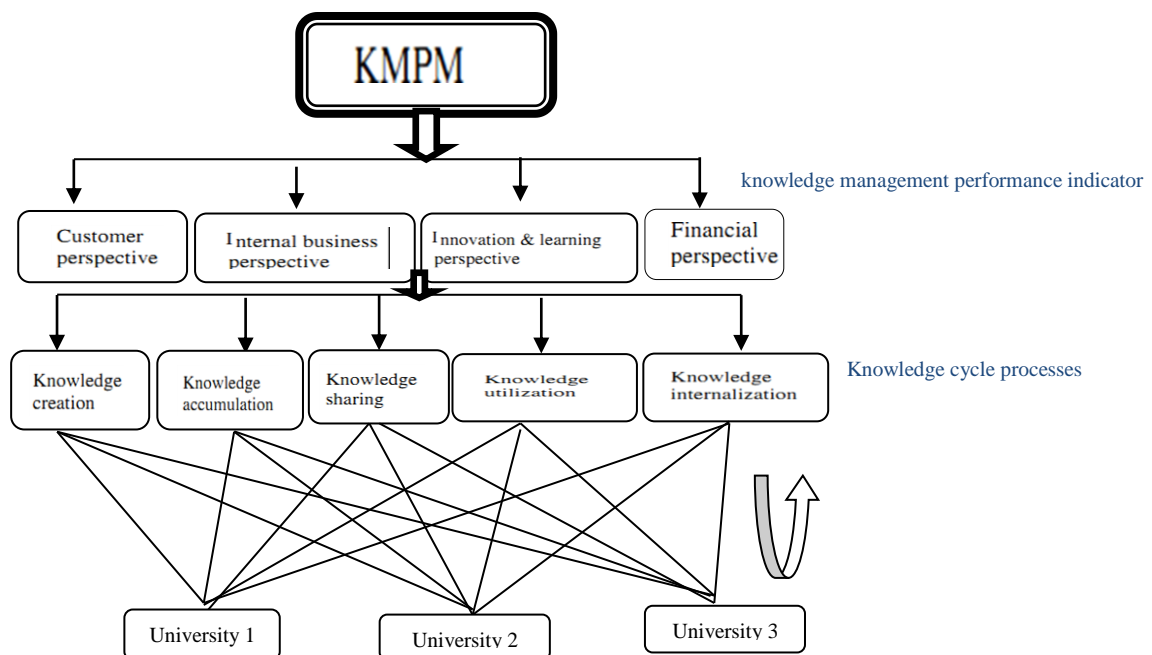 KMPM
knowledge management performance indicator
Customer
perspective
Internal business
perspective
Innovation & learning
perspective
Financial
perspective
Knowledge
creation
Knowledge
accumulation
Knowledge
sharing
Knowledge
utilization
Knowledge
internalization
Knowledge cycle processes
University 1
University 2
University 3